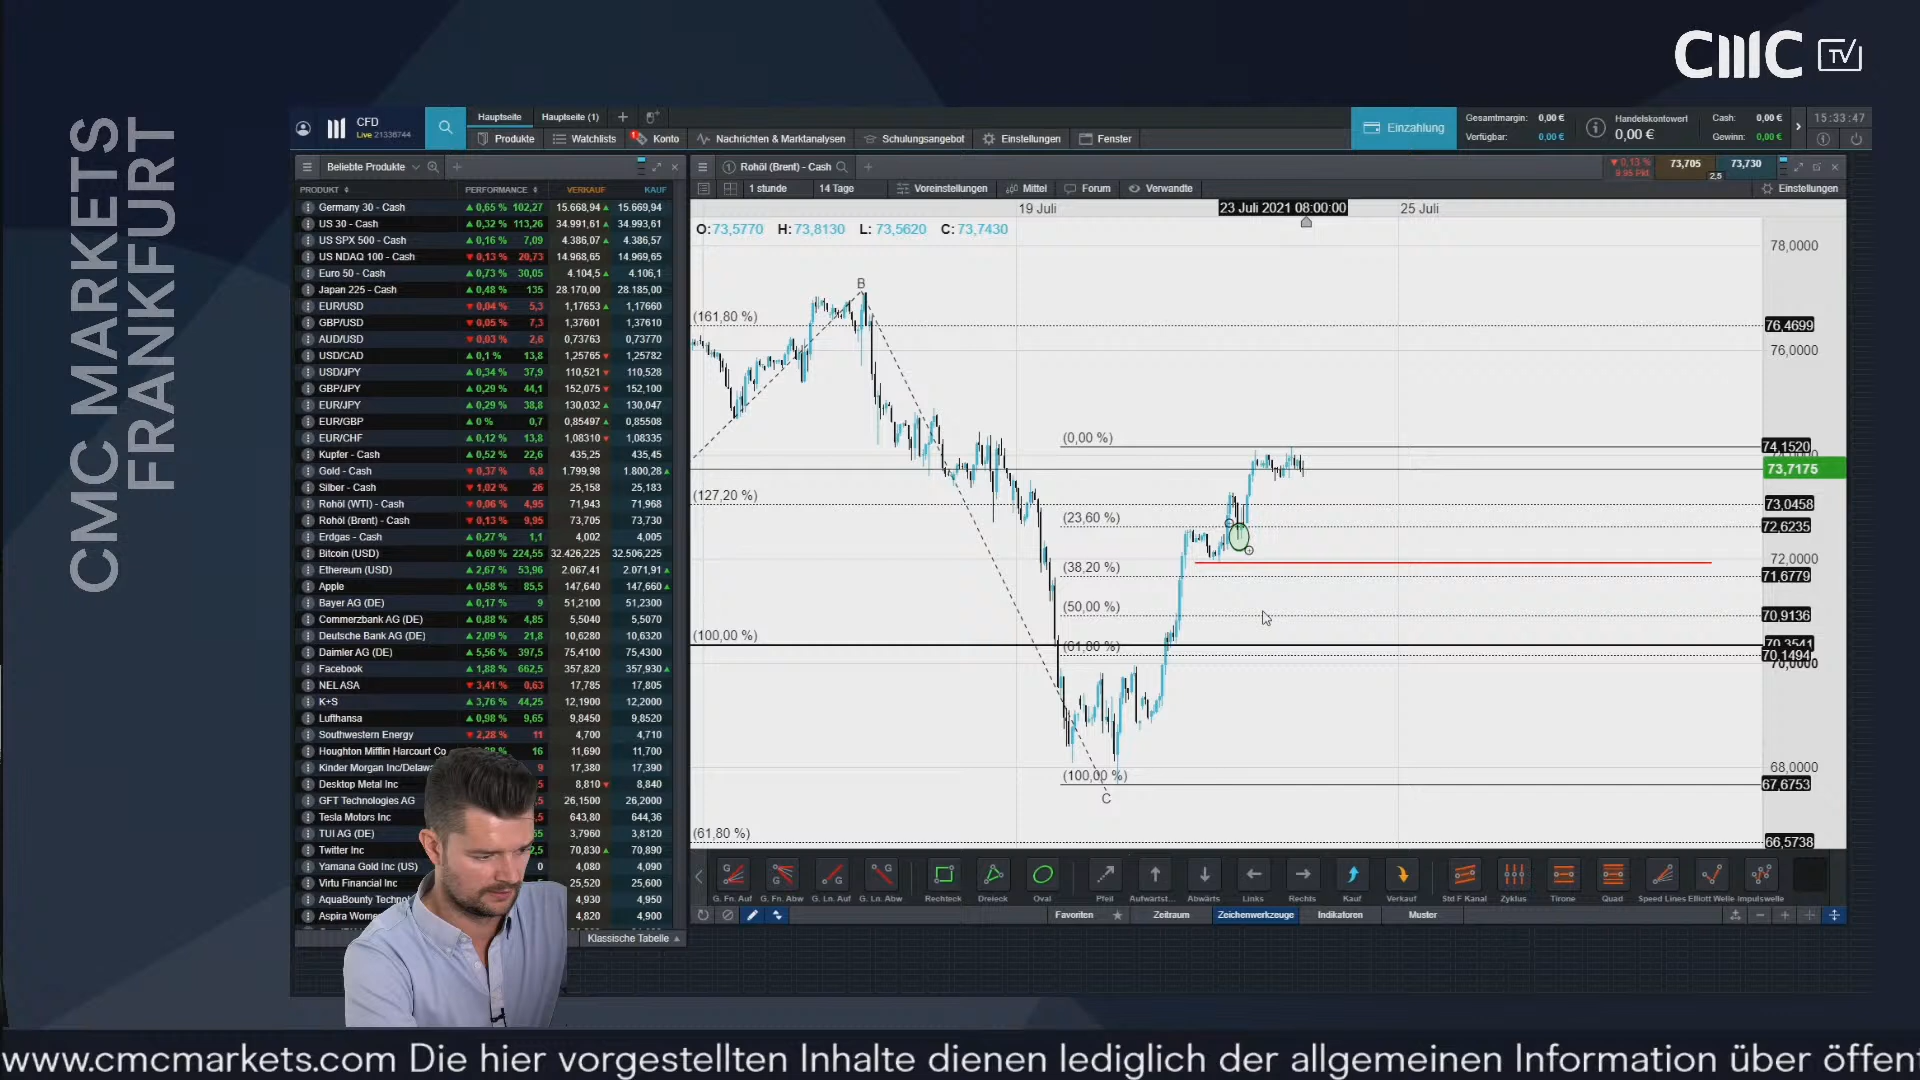 CMC TV
CMC MARKETS
FRANKFURT
CFD
Live 21336744
Hauptseite
Hauptseite (1)
Produkte
Watchlists
1
Konto
Nachrichten & Marktanalysen
Schulungsangebot
Einstellungen
Fenster
Einzahlung
Gesamtmargin: 0,00 €
Verfügbar: 0,00 €
Handelskontowert
0,00 €
Cash: 0,00 €
Gewinn: 0,00 €
15:33:47
Beliebte Produkte
PRODUKT PERFORMANCE VERKAUF KAUF
Germany 30 - Cash 0,65 % 102,27 15.668,94 15.669,94
US 30 - Cash 0,32 % 113,26 34.993,61 34.993,61
US SPX 500 - Cash 0,16 % 7,09 4.386,07 4.386,57
US NDAQ 100 - Cash 0,13 % 20,73 14.968,65 14.969,65
Euro 50 - Cash 0,73 % 30,05 4.104,5 4.106,1
Japan 225 - Cash 0,48 % 135 28.170,00 28.185,00
EUR/USD 0,04 % 5,3 1,17653 1,17660
GBP/USD 0,05 % 7,3 1,37601 1,37610
AUD/USD 0,03 % 2,6 0,73763 0,73770
USD/CAD 0,1 % 13,8 1,25765 1,25782
USD/JPY 0,34 % 37,9 110,521 110,528
GBP/JPY 0,29 % 44,1 152,075 152,100
EUR/JPY 0,29 % 38,8 130,032 130,047
EUR/GBP 0 % 0,7 0,85497 0,85508
EUR/CHF 0,12 % 13,8 1,08310 1,08335
Kupfer - Cash 0,52 % 22,6 435,25 435,45
Gold - Cash 0,37 % 6,8 1.799,98 1.800,28
Silber - Cash 1,02 % 26 25,158 25,183
Rohöl (WTI) - Cash 0,06 % 4,95 71,943 71,968
Rohöl (Brent) - Cash 0,13 % 9,95 73,705 73,730
Erdgas - Cash 0,27 % 1,1 4,002 4,005
Bitcoin (USD) 0,69 % 224,55 32.426,225 32.506,225
Ethereum (USD) 2,67 % 53,96 2.067,41 2.071,91
Apple 0,58 % 85,5 147,640 147,660
Bayer AG (DE) 0,17 % 9 51,2100 51,2300
Commerzbank AG (DE) 0,88 % 4,85 5,5040 5,5070
Deutsche Bank AG (DE) 2,09 % 21,8 10,6280 10,6320
Daimler AG (DE) 5,56 % 397,5 75,4100 75,4300
Facebook 1,88 % 662,5 357,820 357,930
NEL ASA 3,41 % 0,63 17,785 17,805
K+S 3,76 % 44,25 12,1900 12,2000
Lufthansa 0,98 % 9,65 9,8450 9,8520
Southwestern Energy 2,28 % 11 4,700 4,710
Houghton Mifflin Harcourt Co 16 11,690 11,700
Kinder Morgan Inc/Delawa 9 17,380 17,390
Desktop Metal Inc 8,810 8,840
GFT Technologies AG 26,1500 26,2000
Tesla Motors Inc 643,80 644,36
TUI AG (DE) 3,7960 3,8120
Twitter Inc 70,830 70,890
Yamana Gold Inc (US) 0 4,080 4,090
Virtu Financial Inc 25,520 25,600
AquaBounty Technol 4,930 4,950
Aspira Wome 4,820 4,900
Klassische Tabelle
Rohöl (Brent) - Cash
0,13 %
9,95 Pkt
73,705
2,5
73,730
1 stunde
14 Tage
Voreinstellungen
Mittel
Forum
Verwandte
Einstellungen
19 Juli
23 Juli 2021 08:00:00
25 Juli
O:73,5770 H:73,8130 L: 73,5620 C:73,7430
78,0000
B
(161,80 %)
76,4699
76,0000
(0,00 %)
74,1520
73,7175
(127,20 %)
73,0458
(23,60 %)
72,6235
72,0000
(38,20 %)
71,6779
(50,00 %)
70,9136
(100,00 %)
70,3541
(61,80 %)
70,1494
70,0000
68,0000
(100,00 %)
67,6753
C
(61,80 %)
66,5738
G. Fn. Auf
G. Fn. Abw
G. Ln. Auf
G. Ln. Abw
Rechteck
Dreieck
Oval
Pfeil
Aufwärtst...
Abwärts
Links
Rechts
Kauf
Verkauf
Std F Kanal
Zyklus
Tirone
Quad
Speed Lines
Elliott Welle
Impulswelle
Favoriten
Zeitraum
Zeichenwerkzeuge
Indikatoren
Muster
www.cmcmarkets.com Die hier vorgestellten Inhalte dienen lediglich der allgemeinen Information über öffen